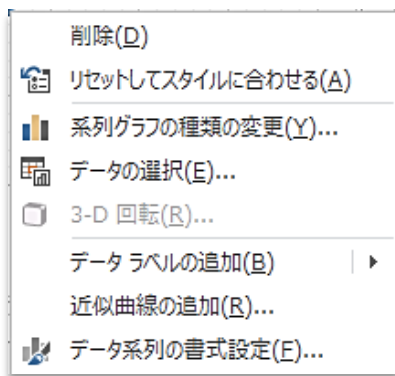 削除(D)
リセットしてスタイルに合わせる(A)
系列グラフの種類の変更(Y)...
データの選択(E)...
3-D 回転(R)...
データ ラベルの追加(B)
近似曲線の追加(R)...
データ系列の書式設定(F)...